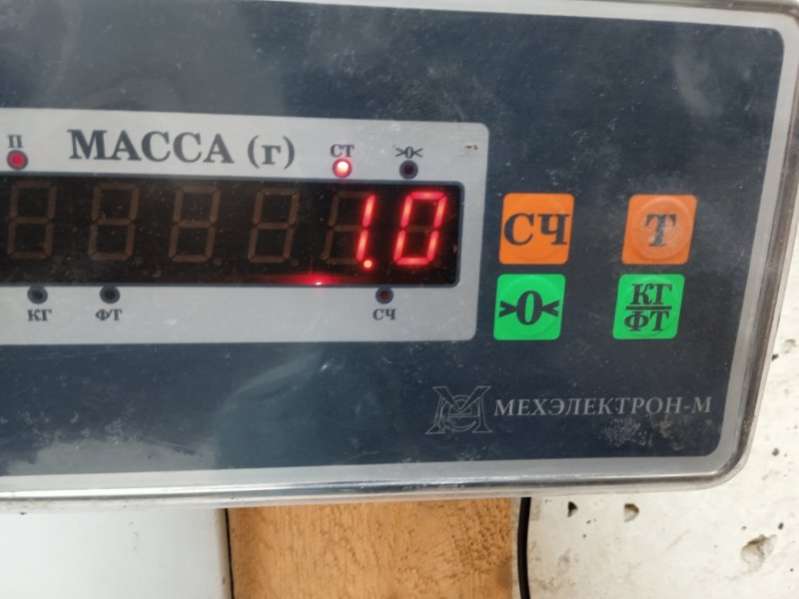 П МАССА (г) СТ >0<
1.0
КГ ФТ СЧ
СЧ Т
>0< КГ
ФТ
МЕХЭЛЕКТРОН-М